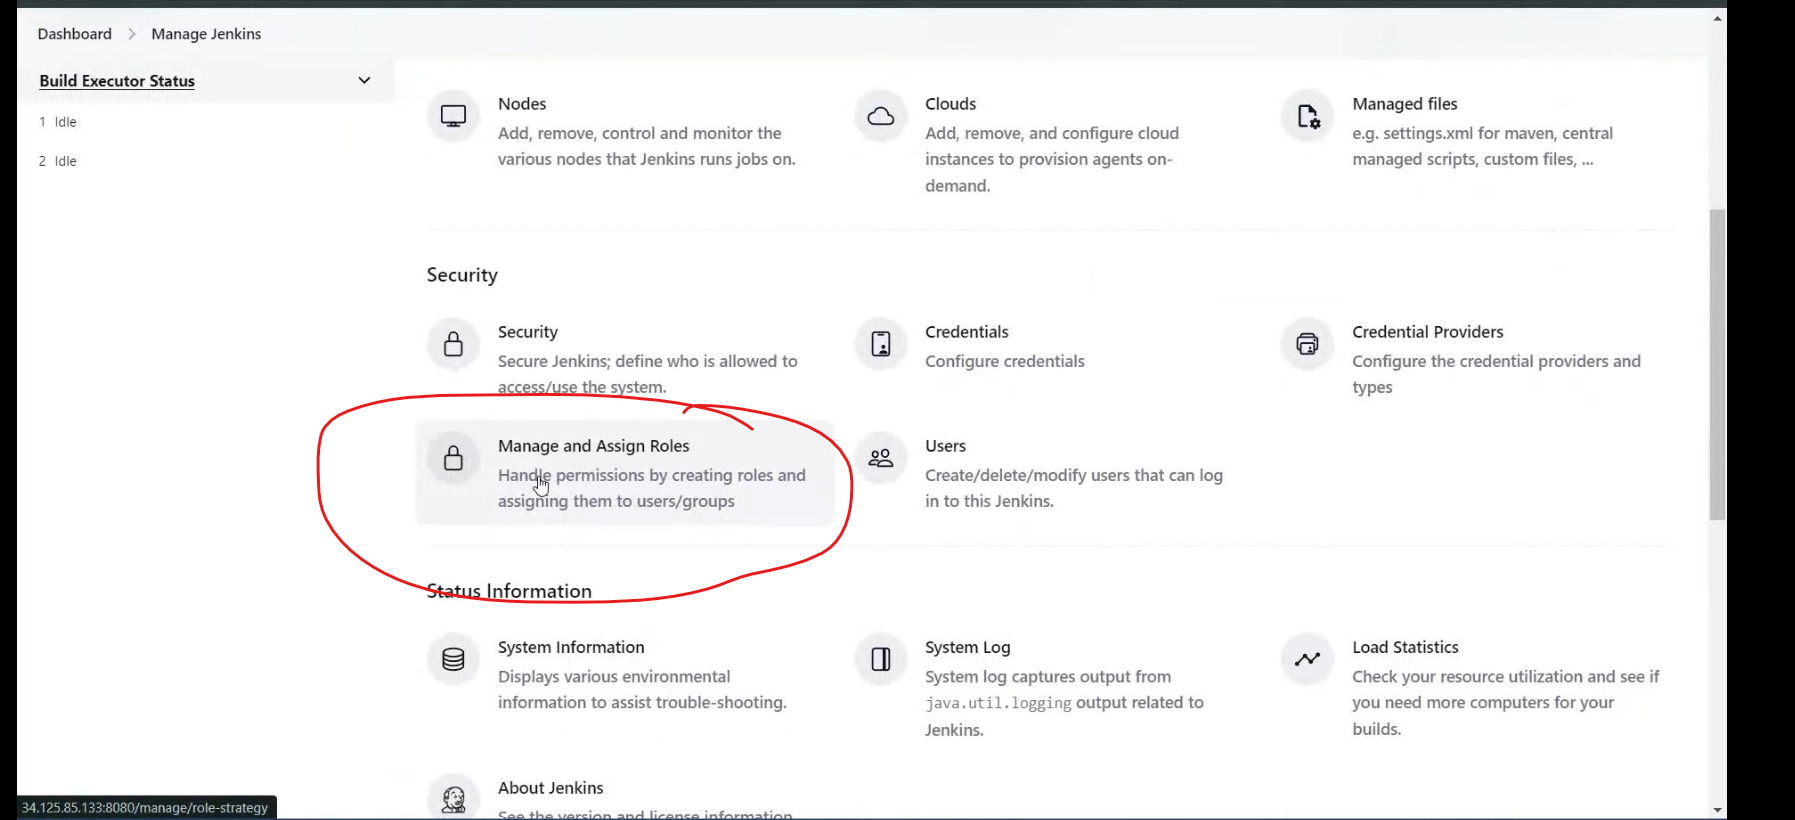 Dashboard > Manage Jenkins
Build Executor Status
1 Idle
2 Idle
Nodes
Add, remove, control and monitor the
various nodes that Jenkins runs jobs on.
Clouds
Add, remove, and configure cloud
instances to provision agents on-
demand.
Managed files
e.g. settings.xml for maven, central
managed scripts, custom files, ...
Security
Security
Secure Jenkins; define who is allowed to
access/use the system.
Credentials
Configure credentials
Credential Providers
Configure the credential providers and
types
Manage and Assign Roles
Handle permissions by creating roles and
assigning them to users/groups
Users
Create/delete/modify users that can log
in to this Jenkins.
Status Information
System Information
Displays various environmental
information to assist trouble-shooting.
System Log
System log captures output from
java.util.logging output related to
Jenkins.
Load Statistics
Check your resource utilization and see if
you need more computers for your
builds.
About Jenkins
See the version and license information
34.125.85.133:8080/manage/role-strategy